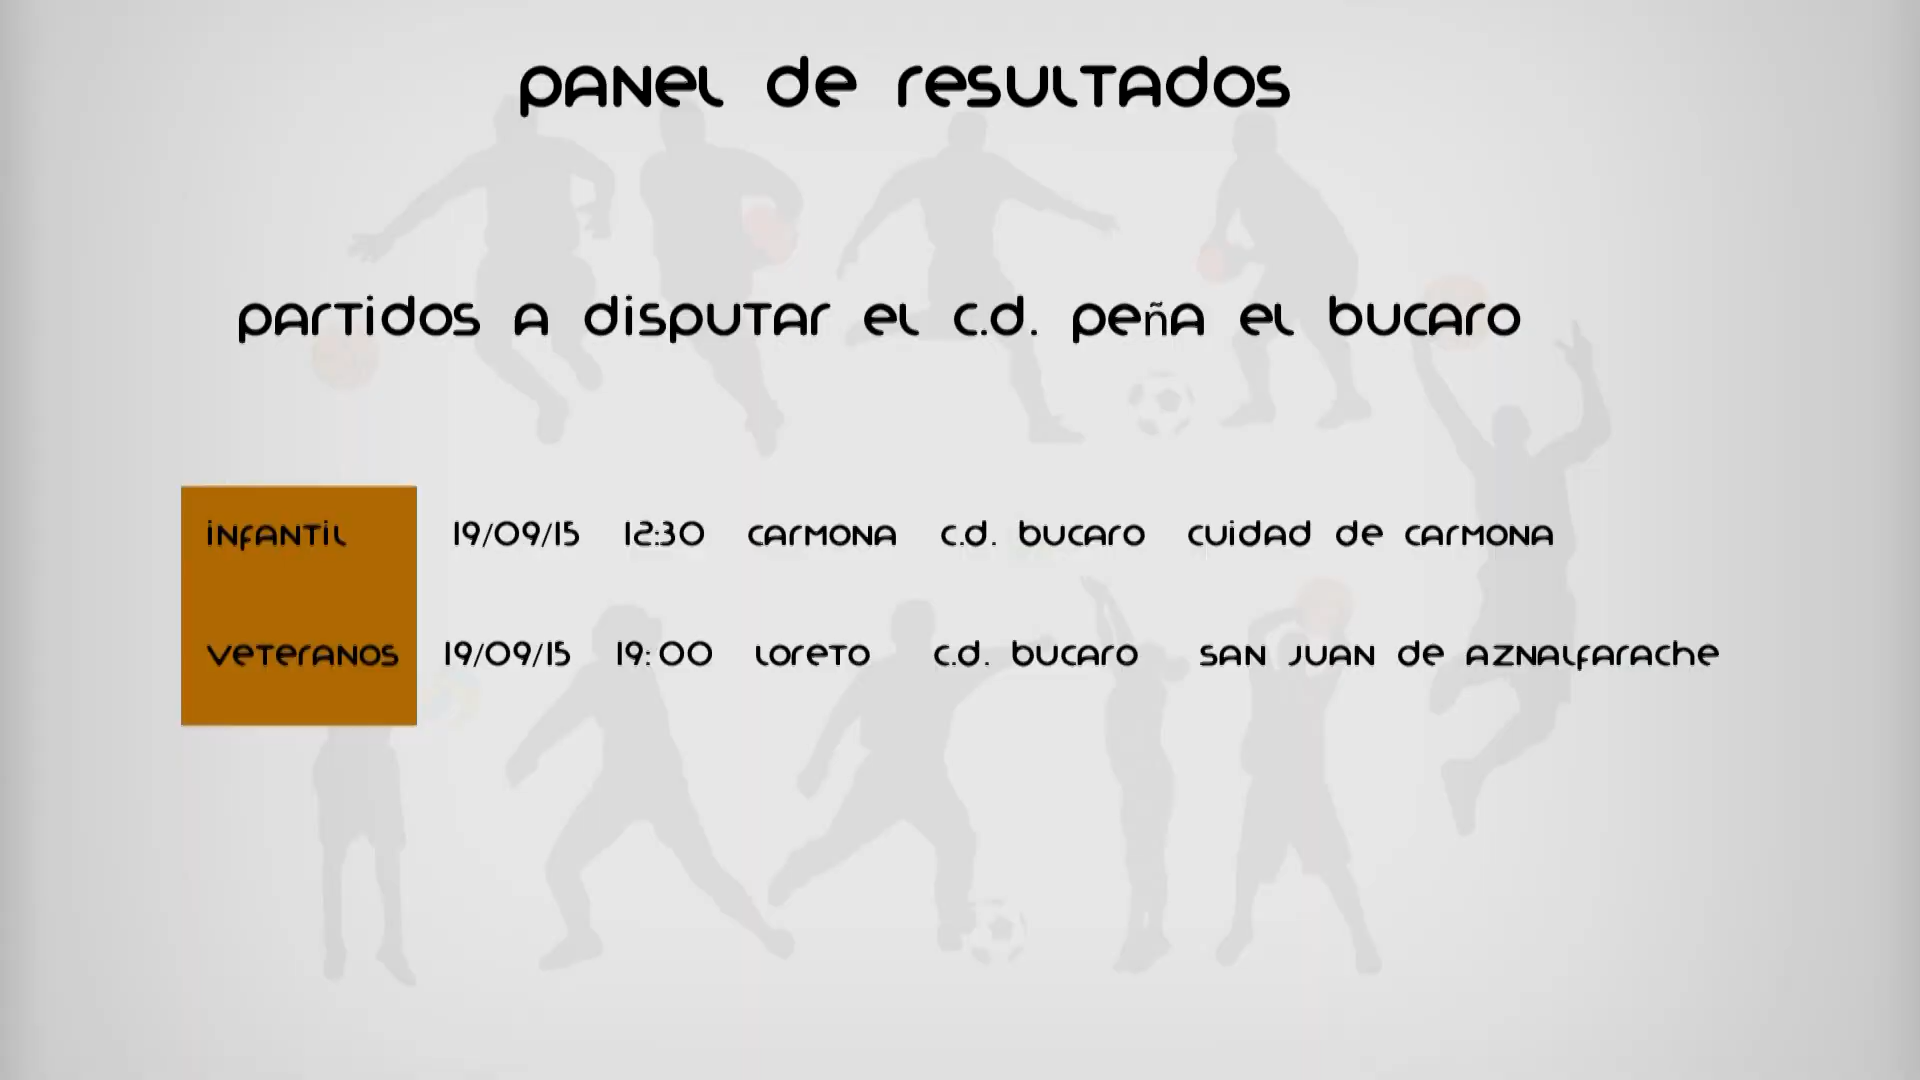 Panel de resultados
Partidos a disputar el C.D. Peña el Bucaro
Infantil 19/09/15 12:30 Carmona C.D. Bucaro Cuidad de Carmona
Veteranos 19/09/15 19:00 Loreto C.D. Bucaro San Juan de Aznalfarache